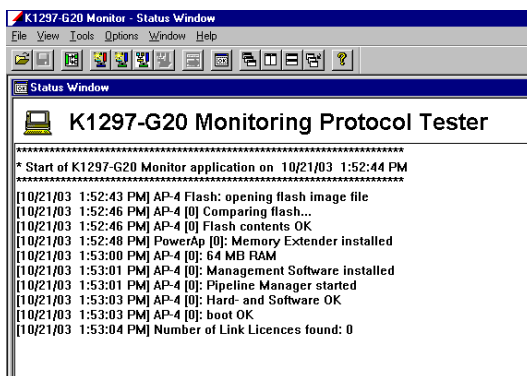 K1297-G20 Monitor - Status Window
File View Tools Options Window Help
Status Window
K1297-G20 Monitoring Protocol Tester
**********************************************************************
* Start of K1297-G20 Monitor application on 10/21/03 1:52:44 PM
**********************************************************************
[10/21/03 1:52:43 PM] AP-4 Flash: opening flash image file
[10/21/03 1:52:46 PM] AP-4 [0] Comparing flash...
[10/21/03 1:52:46 PM] AP-4 [0] Flash contents OK
[10/21/03 1:52:48 PM] PowerAp [0]: Memory Extender installed
[10/21/03 1:53:00 PM] AP-4 [0]: 64 MB RAM
[10/21/03 1:53:01 PM] AP-4 [0]: Management Software installed
[10/21/03 1:53:01 PM] AP-4 [0]: Pipeline Manager started
[10/21/03 1:53:03 PM] AP-4 [0]: Hard- and Software OK
[10/21/03 1:53:03 PM] AP-4 [0]: boot OK
[10/21/03 1:53:04 PM] Number of Link Licences found: 0